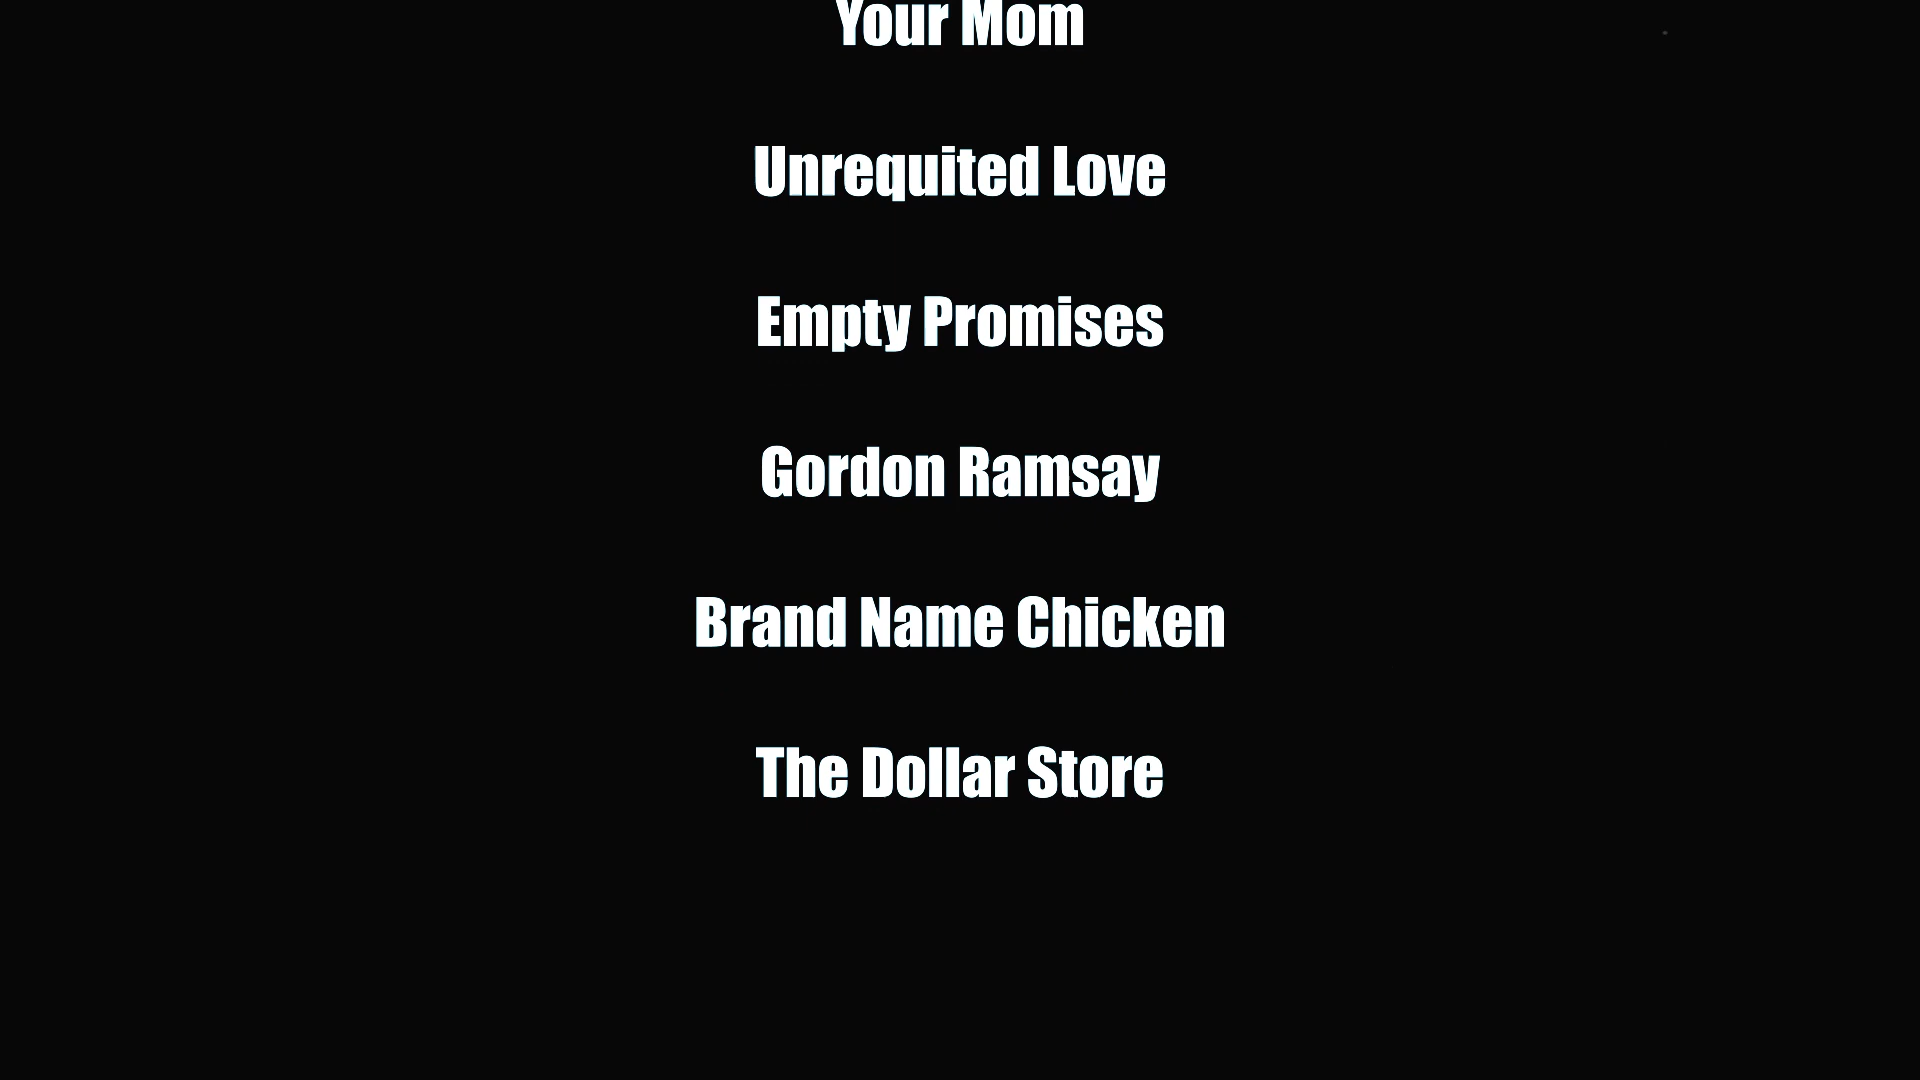 Your Mom
Unrequited Love
Empty Promises
Gordon Ramsay
Brand Name Chicken
The Dollar Store